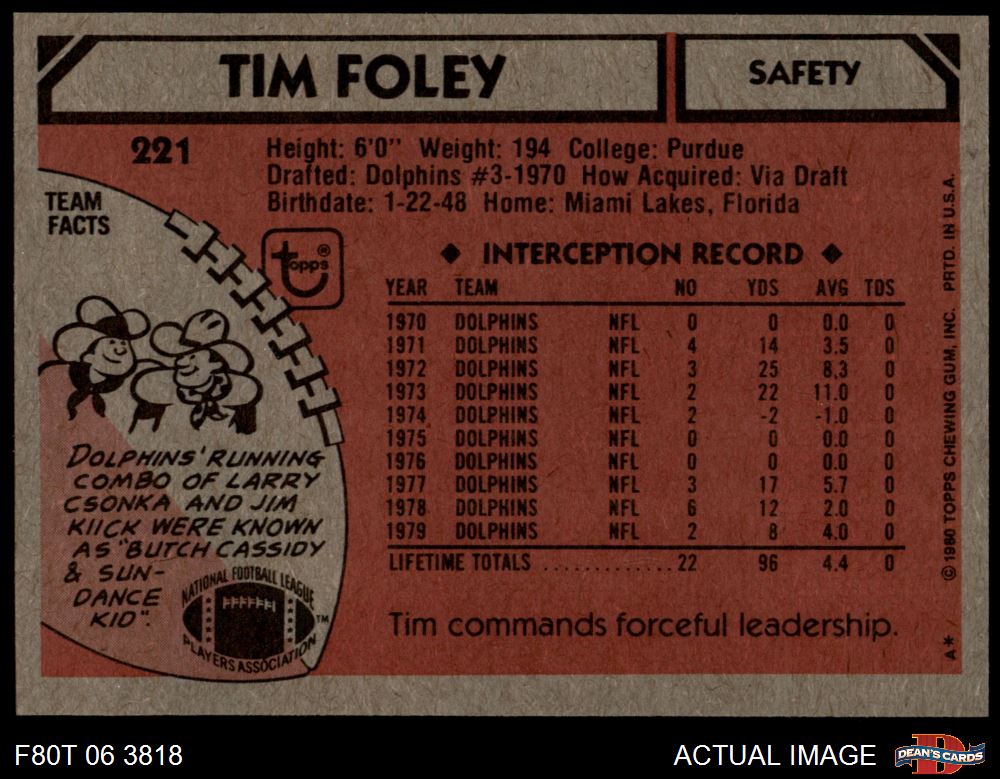 TIM FOLEY
SAFETY
221
Height: 6'0" Weight: 194 College: Purdue
Drafted: Dolphins #3-1970 How Acquired: Via Draft
Birthdate: 1-22-48 Home: Miami Lakes, Florida
TEAM
FACTS
topps®
◆ INTERCEPTION RECORD ◆
YEAR TEAM NO YDS AVG TDS
1970 DOLPHINS NFL 0 0 0.0 0
1971 DOLPHINS NFL 4 14 3.5 0
1972 DOLPHINS NFL 3 25 8.3 0
1973 DOLPHINS NFL 2 22 11.0 0
1974 DOLPHINS NFL 2 -2 -1.0 0
1975 DOLPHINS NFL 0 0 0.0 0
1976 DOLPHINS NFL 0 0 0.0 0
1977 DOLPHINS NFL 3 17 5.7 0
1978 DOLPHINS NFL 6 12 2.0 0
1979 DOLPHINS NFL 2 8 4.0 0
LIFETIME TOTALS ............. 22 96 4.4 0
Tim commands forceful leadership.
DOLPHINS' RUNNING
COMBO OF LARRY
CSONKA AND JIM
KIICK WERE KNOWN
AS "BUTCH CASSIDY
& SUN-
DANCE
KID".
NATIONAL FOOTBALL LEAGUE
PLAYERS ASSOCIATION
TM
© 1980 TOPPS CHEWING GUM, INC. PRTD. IN U.S.A.
A*
F80T 06 3818
ACTUAL IMAGE
DEAN'S CARDS